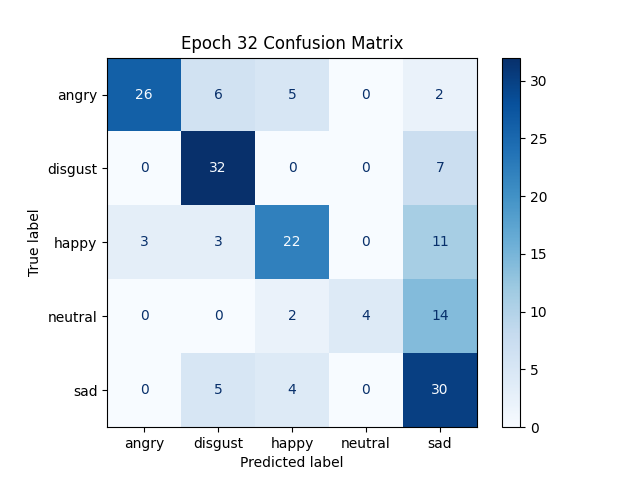 Epoch 32 Confusion Matrix
True label
angry 26 6 5 0 2
disgust 0 32 0 0 7
happy 3 3 22 0 11
neutral 0 0 2 4 14
sad 0 5 4 0 30
angry disgust happy neutral sad
Predicted label
30
25
20
15
10
5
0